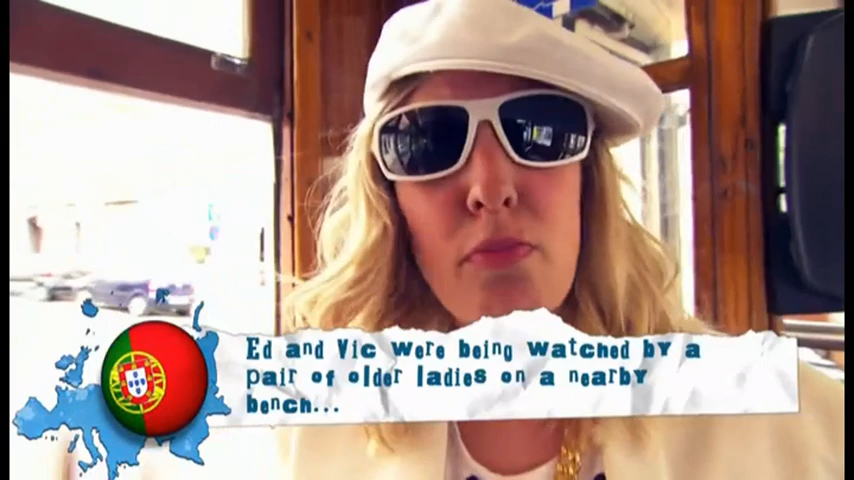 Ed and Vic were being watched by a
pair of older ladies on a nearby
bench...